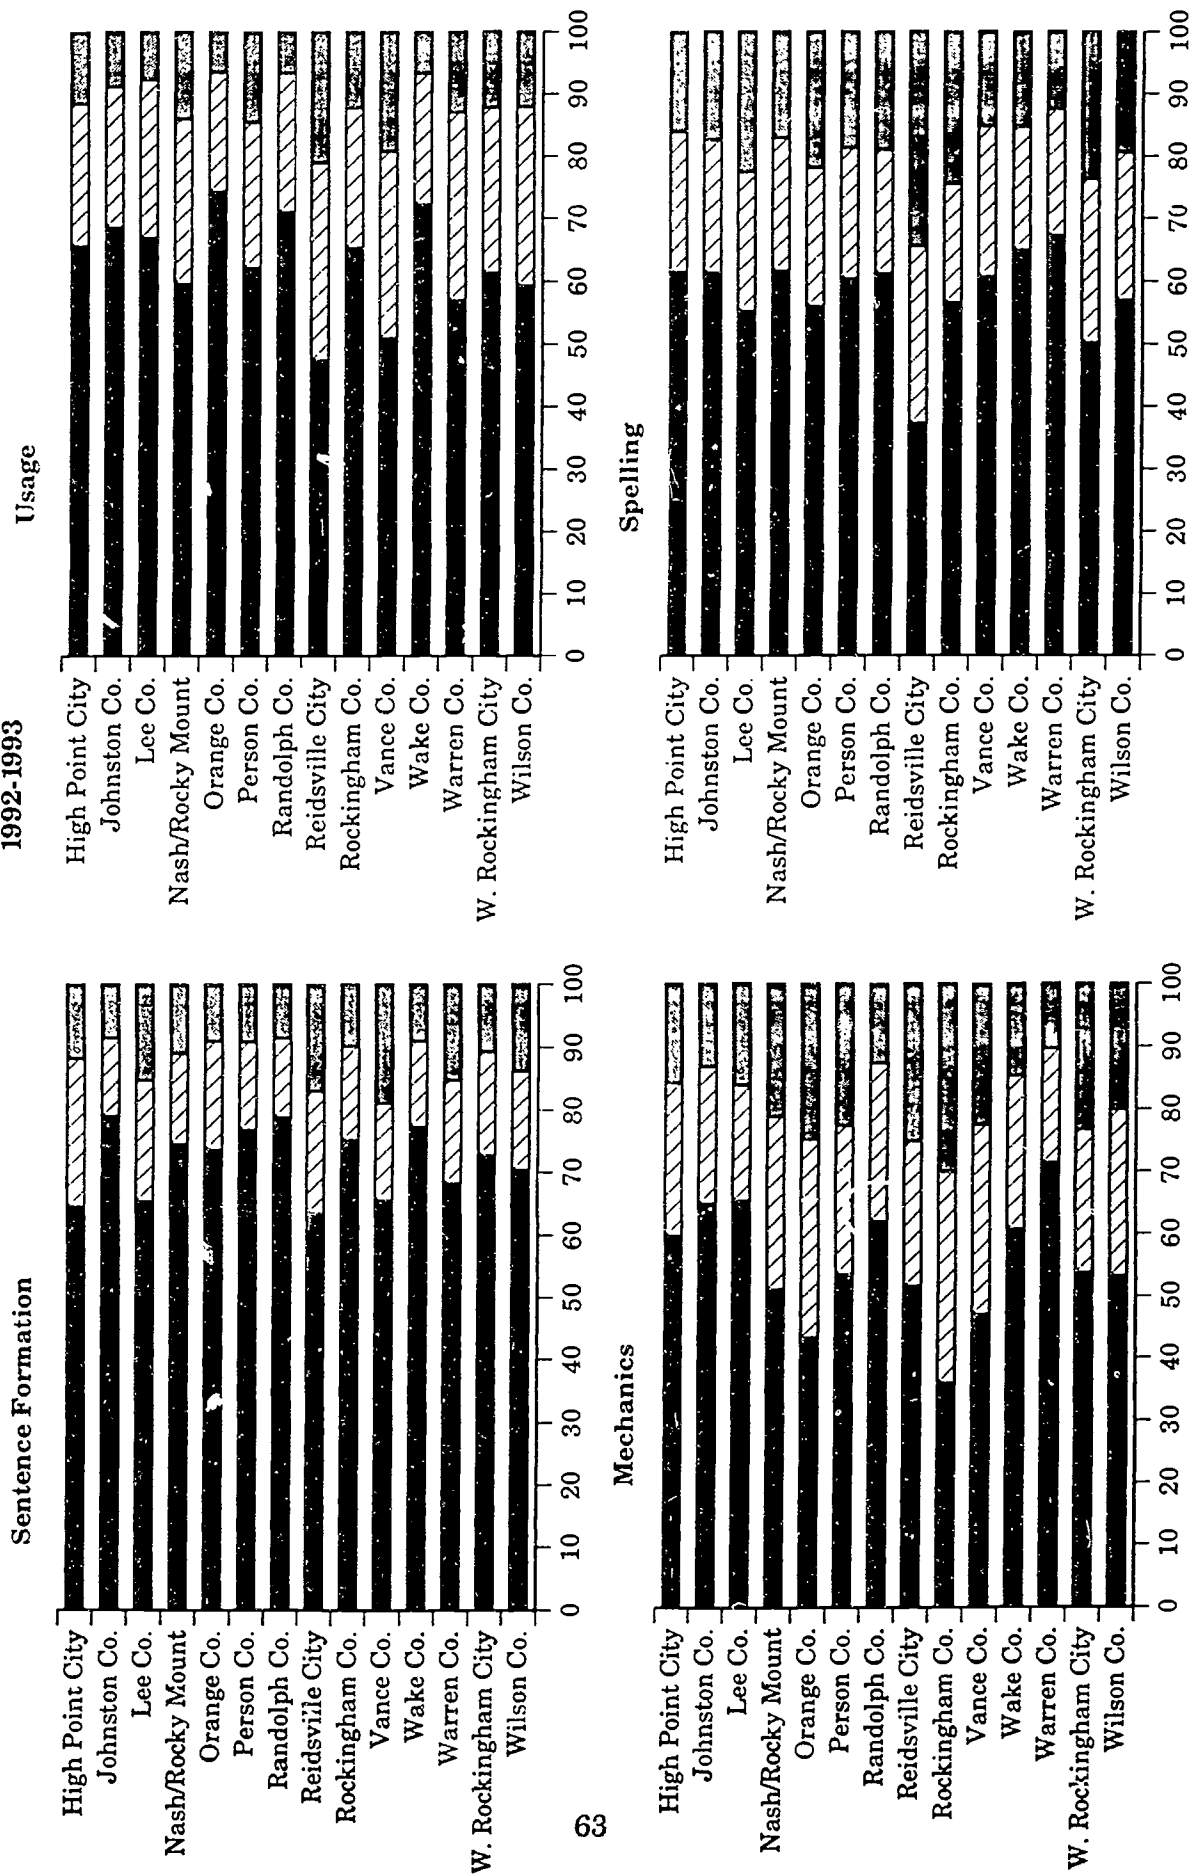 1992-1993
Sentence Formation
High Point City
Johnston Co.
Lee Co.
Nash/Rocky Mount
Orange Co.
Person Co.
Randolph Co.
Reidsville City
Rockingham Co.
Vance Co.
Wake Co.
Warren Co.
W. Rockingham City
Wilson Co.
0 10 20 30 40 50 60 70 80 90 100
Usage
High Point City
Johnston Co.
Lee Co.
Nash/Rocky Mount
Orange Co.
Person Co.
Randolph Co.
Reidsville City
Rockingham Co.
Vance Co.
Wake Co.
Warren Co.
W. Rockingham City
Wilson Co.
0 10 20 30 40 50 60 70 80 90 100
Mechanics
High Point City
Johnston Co.
Lee Co.
Nash/Rocky Mount
Orange Co.
Person Co.
Randolph Co.
Reidsville City
Rockingham Co.
Vance Co.
Wake Co.
Warren Co.
W. Rockingham City
Wilson Co.
0 10 20 30 40 50 60 70 80 90 100
Spelling
High Point City
Johnston Co.
Lee Co.
Nash/Rocky Mount
Orange Co.
Person Co.
Randolph Co.
Reidsville City
Rockingham Co.
Vance Co.
Wake Co.
Warren Co.
W. Rockingham City
Wilson Co.
0 10 20 30 40 50 60 70 80 90 100
63